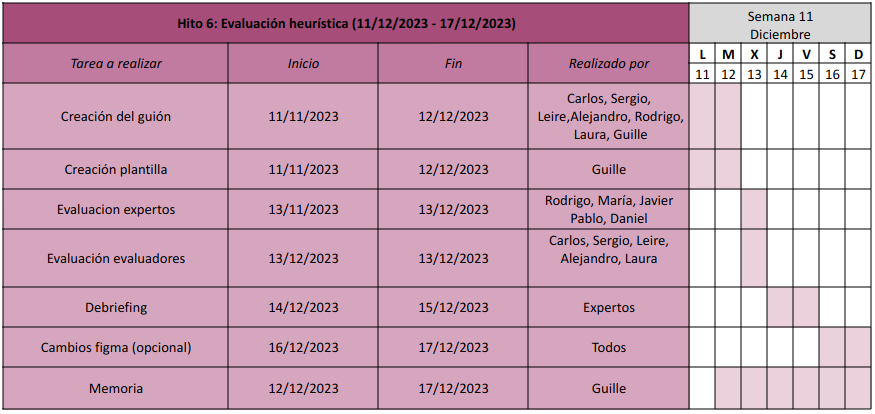 Hito 6: Evaluación heurística (11/12/2023 - 17/12/2023)
Semana 11
Diciembre
Tarea a realizar Inicio Fin Realizado por
L M X J V S D
11 12 13 14 15 16 17
Creación del guión 11/11/2023 12/12/2023
Carlos, Sergio,
Leire,Alejandro, Rodrigo,
Laura, Guille
Creación plantilla 11/11/2023 12/12/2023 Guille
Evaluacion expertos 13/11/2023 13/12/2023
Rodrigo, María, Javier
Pablo, Daniel
Evaluación evaluadores 13/12/2023 13/12/2023
Carlos, Sergio, Leire,
Alejandro, Laura
Debriefing 14/12/2023 15/12/2023 Expertos
Cambios figma (opcional) 16/12/2023 17/12/2023 Todos
Memoria 12/12/2023 17/12/2023 Guille